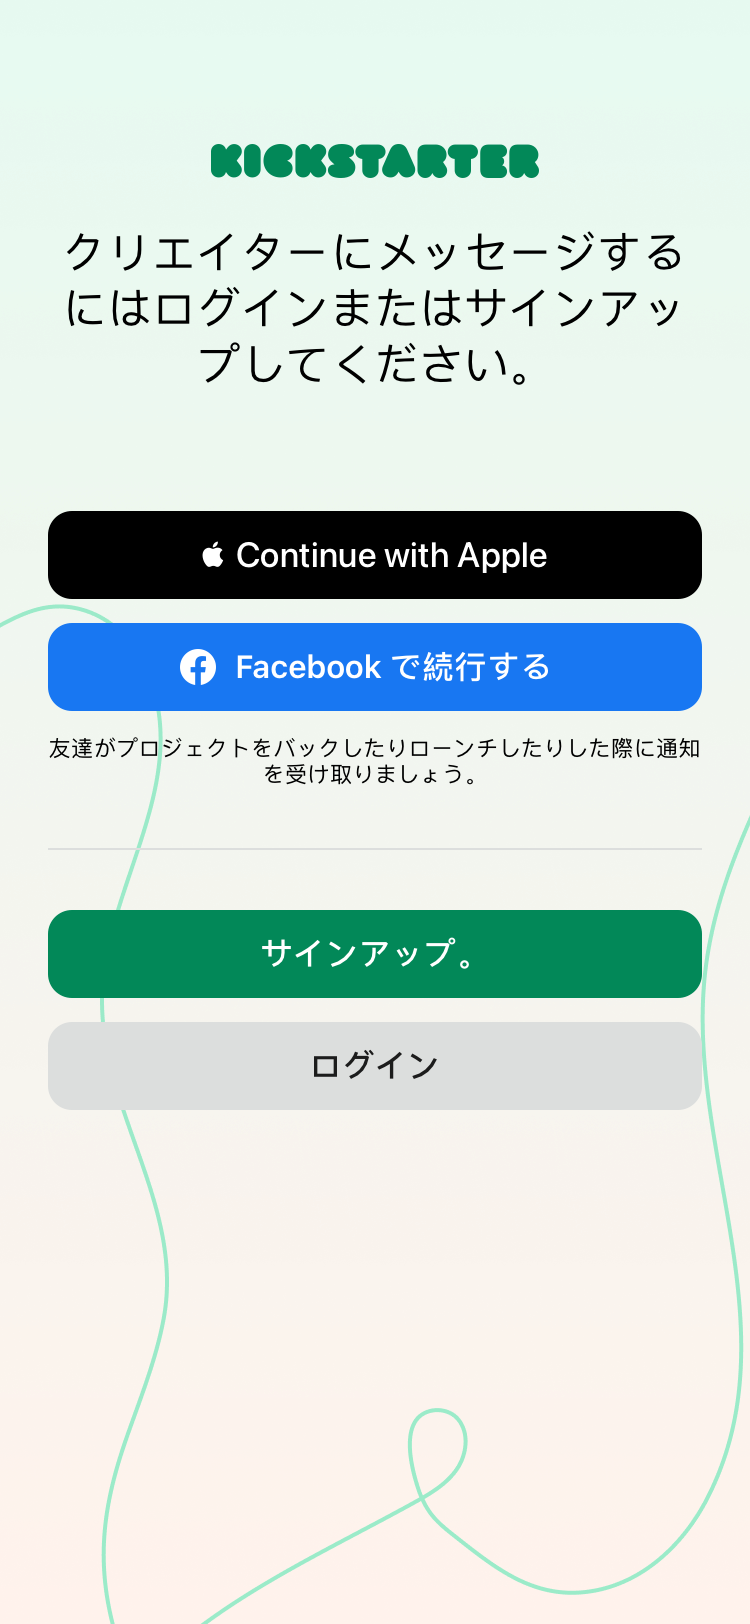 KICKSTARTER
クリエイターにメッセージする
にはログインまたはサインアッ
プしてください。
Continue with Apple
Facebook で続行する
友達がプロジェクトをバックしたりローンチしたりした際に通知
を受け取りましょう。
サインアップ。
ログイン